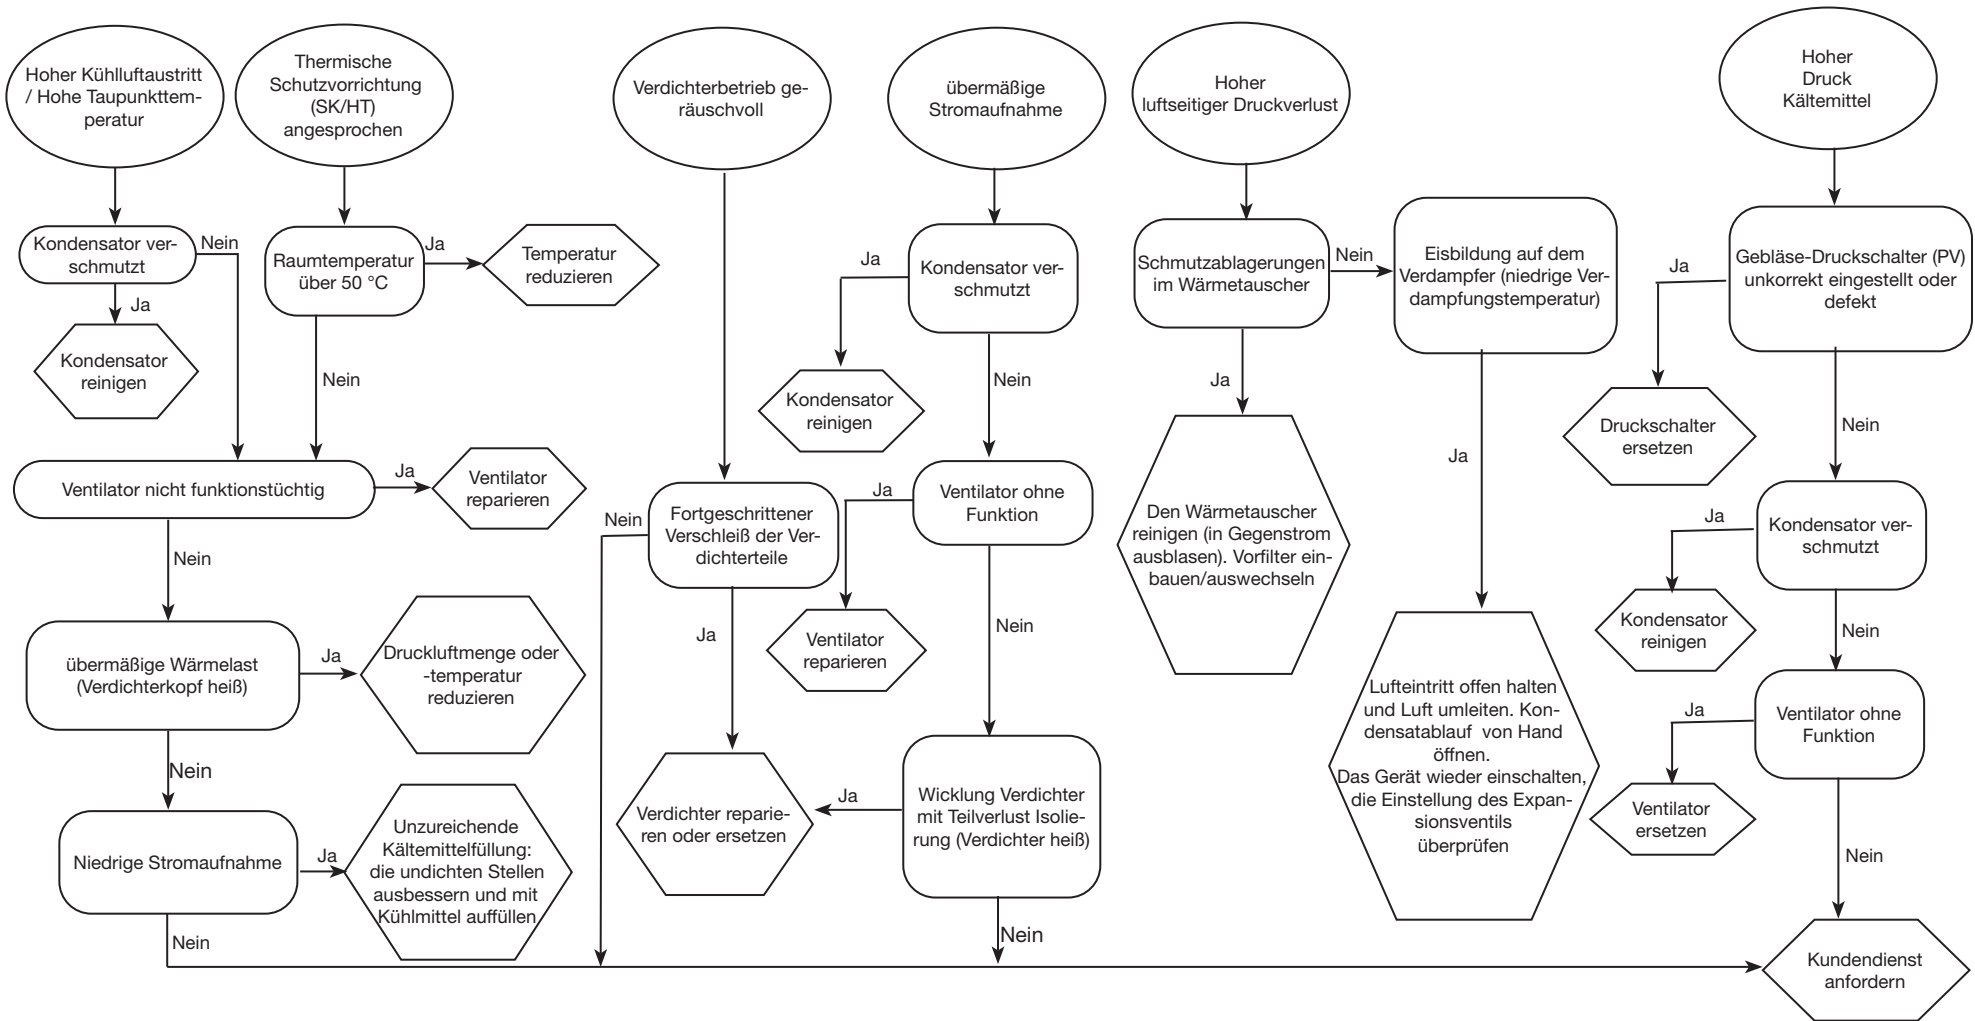 Hoher Kühlluftaustritt
/ Hohe Taupunkttem-
peratur
Thermische
Schutzvorrichtung
(SK/HT)
angesprochen
Verdichterbetrieb ge-
räuschvoll
übermäßige
Stromaufnahme
Hoher
luftseitiger Druckverlust
Hoher
Druck
Kältemittel
Kondensator ver-
schmutzt
Nein
Ja
Kondensator
reinigen
Raumtemperatur
über 50 °C
Ja
Temperatur
reduzieren
Nein
Ventilator nicht funktionstüchtig
Ja
Ventilator
reparieren
Nein
übermäßige Wärmelast
(Verdichterkopf heiß)
Ja
Druckluftmenge oder
-temperatur
reduzieren
Nein
Niedrige Stromaufnahme
Ja
Unzureichende
Kältemittelfüllung:
die undichten Stellen
ausbessern und mit
Kühlmittel auffüllen
Nein
Fortgeschrittener
Verschleiß der Ver-
dichterteile
Nein
Ja
Verdichter reparie-
ren oder ersetzen
Kondensator ver-
schmutzt
Ja
Kondensator
reinigen
Nein
Ventilator ohne
Funktion
Ja
Ventilator
reparieren
Nein
Wicklung Verdichter
mit Teilverlust Isolie-
rung (Verdichter heiß)
Ja
Nein
Schmutzablagerungen
im Wärmetauscher
Nein
Ja
Den Wärmetauscher
reinigen (in Gegenstrom
ausblasen). Vorfilter ein-
bauen/auswechseln
Eisbildung auf dem
Verdampfer (niedrige Ver-
dampfungstemperatur)
Ja
Lufteintritt offen halten
und Luft umleiten. Kon-
densatablauf von Hand
öffnen.
Das Gerät wieder einschalten,
die Einstellung des Expan-
sionsventils
überprüfen
Gebläse-Druckschalter (PV)
unkorrekt eingestellt oder
defekt
Ja
Druckschalter
ersetzen
Nein
Kondensator ver-
schmutzt
Ja
Kondensator
reinigen
Nein
Ventilator ohne
Funktion
Ja
Ventilator
ersetzen
Nein
Kundendienst
anfordern